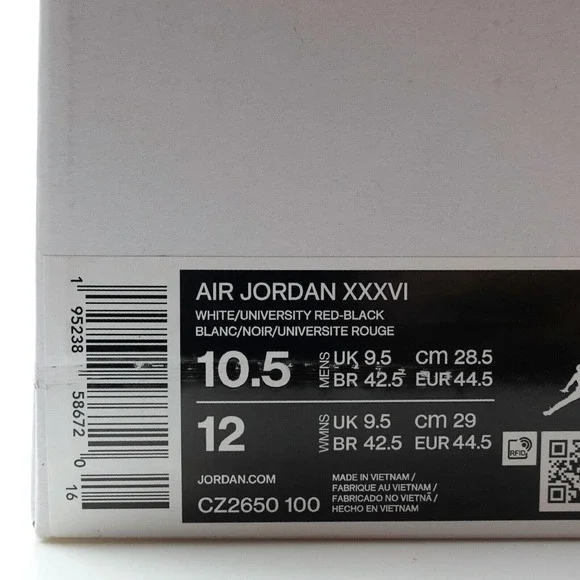 AIR JORDAN XXXVI
WHITE/UNIVERSITY RED-BLACK
BLANC/NOIR/UNIVERSITE ROUGE
10.5 MENS UK 9.5 cm 28.5
BR 42.5 EUR 44.5
12 WMNS UK 9.5 cm 29
BR 42.5 EUR 44.5
RFID
JORDAN.COM
CZ2650 100
MADE IN VIETNAM /
FABRIQUE AU VIETNAM /
FABRICADO NO VIETNÃ /
HECHO EN VIETNAM
1 95238 58672 0 16